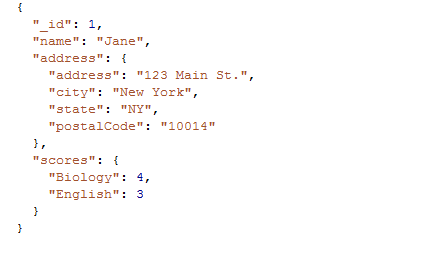 {
  "_id": 1,
  "name": "Jane",
  "address": {
    "address": "123 Main St.",
    "city": "New York",
    "state": "NY",
    "postalCode": "10014"
  },
  "scores": {
    "Biology": 4,
    "English": 3
  }
}